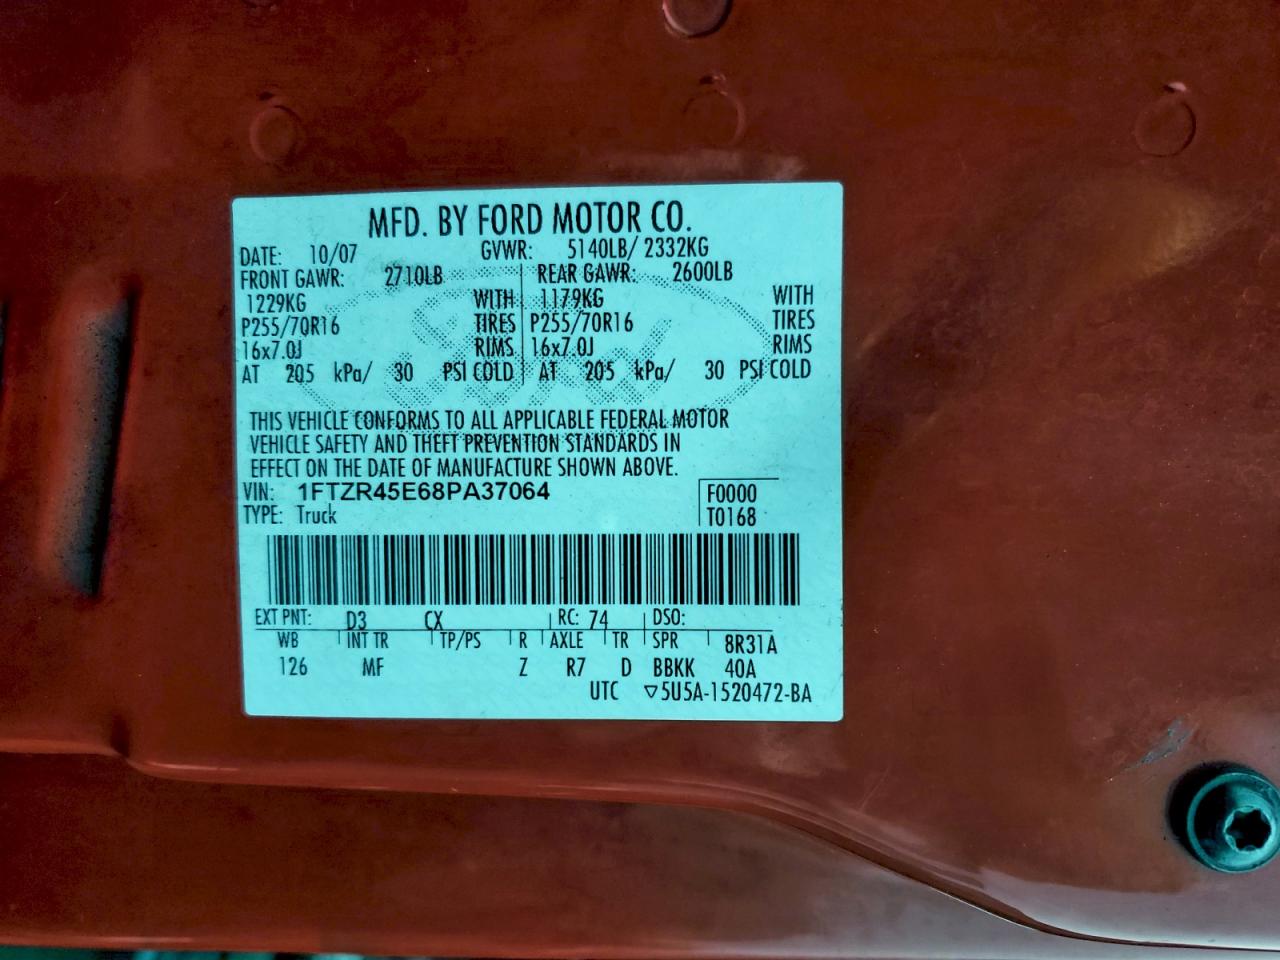 MFD. BY FORD MOTOR CO.
DATE: 10/07 GVWR: 5140LB/ 2332KG
FRONT GAWR: 2710LB REAR GAWR: 2600LB
1229KG WITH 1179KG WITH
P255/70R16 TIRES P255/70R16 TIRES
16x7.0J RIMS 16x7.0J RIMS
AT 205 kPa/ 30 PSI COLD AT 205 kPa/ 30 PSI COLD
THIS VEHICLE CONFORMS TO ALL APPLICABLE FEDERAL MOTOR
VEHICLE SAFETY AND THEFT PREVENTION STANDARDS IN
EFFECT ON THE DATE OF MANUFACTURE SHOWN ABOVE.
VIN: 1FTZR45E68PA37064 F0000
TYPE: Truck T0168
EXT PNT: D3 CX RC: 74 DSO:
WB INT TR TP/PS R AXLE TR SPR 8R31A
126 MF Z R7 D BBKK 40A
UTC ▽5U5A-1520472-BA